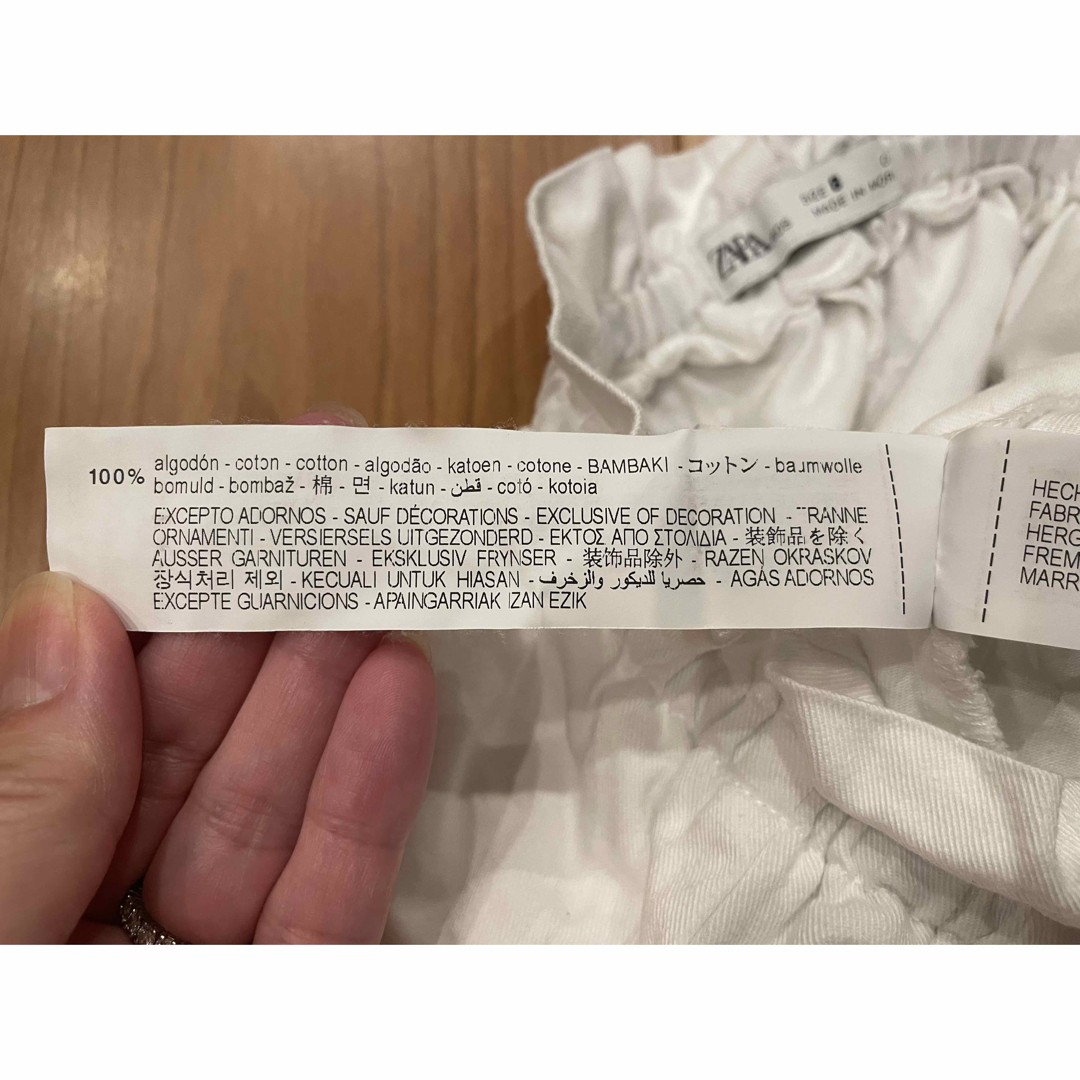 ZARA
SIZE
MADE IN MOR
100%
algodón - coton - cotton - algodão - katoen - cotone - BAMBAKI - コットン - baumwolle
bomuld - bombaž - 棉 - 면 - katun - قطن - cotó - kotoia
EXCEPTO ADORNOS - SAUF DÉCORATIONS - EXCLUSIVE OF DECORATION - TRANNE
ORNAMENTI - VERSIERSELS UITGEZONDERD - ΕΚΤΟΣ ΑΠΟ ΣΤΟΛΙΔΙΑ - 装飾品を除く
AUSSER GARNITUREN - EKSKLUSIV FRYNSER - 装饰品除外 - RAZEN OKRASKOV
장식처리 제외 - KECUALI UNTUK HIASAN - حصريا للديكور والزخرف - AGÁS ADORNOS
EXCEPTE GUARNICIONS - APAINGARRIAK IZAN EZIK
HECH
FABR
HERG
FREM
MARR